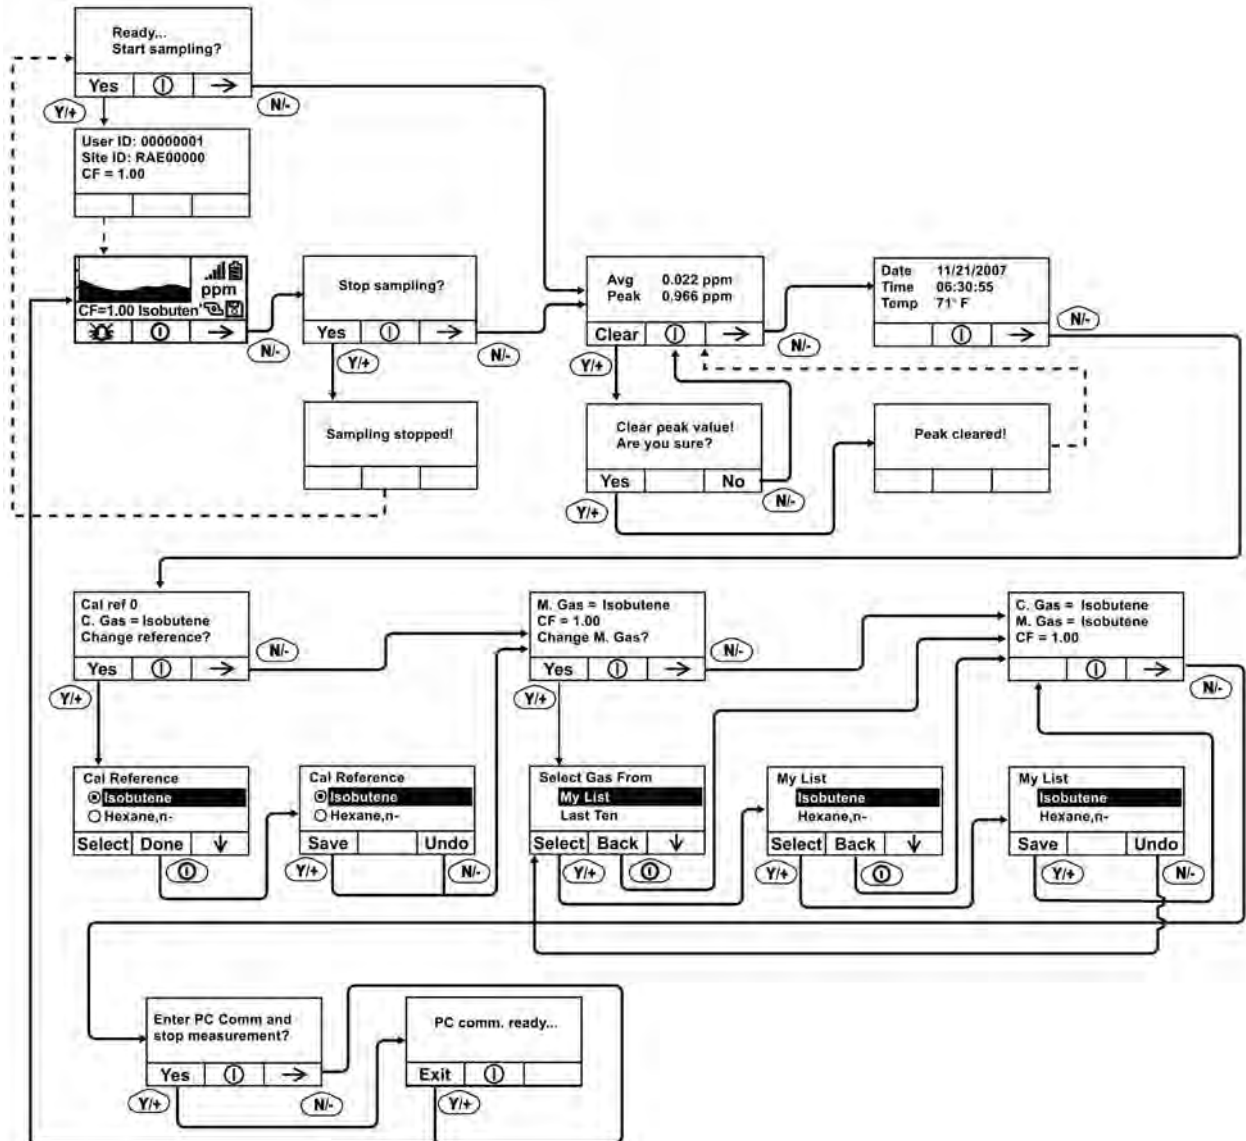 Ready...
Start sampling?
Yes
Y/+
N/-
User ID: 00000001
Site ID: RAE00000
CF = 1.00
ppm
CF=1.00 Isobuten
N/-
Stop sampling?
Yes
Y/+
N/-
Sampling stopped!
Avg 0.022 ppm
Peak 0.966 ppm
Clear
Y/+
N/-
Date 11/21/2007
Time 06:30:55
Temp 71° F
N/-
Clear peak value!
Are you sure?
Yes No
Y/+
N/-
Peak cleared!
Cal ref 0
C. Gas = Isobutene
Change reference?
Yes
N/-
Y/+
M. Gas = Isobutene
CF = 1.00
Change M. Gas?
Yes
N/-
Y/+
C. Gas = Isobutene
M. Gas = Isobutene
CF = 1.00
N/-
Cal Reference
Isobutene
Hexane,n-
Select Done
Cal Reference
Isobutene
Hexane,n-
Save Undo
Y/+
N/-
Select Gas From
My List
Last Ten
Select Back
Y/+
My List
Isobutene
Hexane,n-
Select Back
Y/+
My List
Isobutene
Hexane,n-
Save Undo
Y/+
N/-
Enter PC Comm and
stop measurement?
Yes
Y/+
N/-
PC comm. ready...
Exit
Y/+